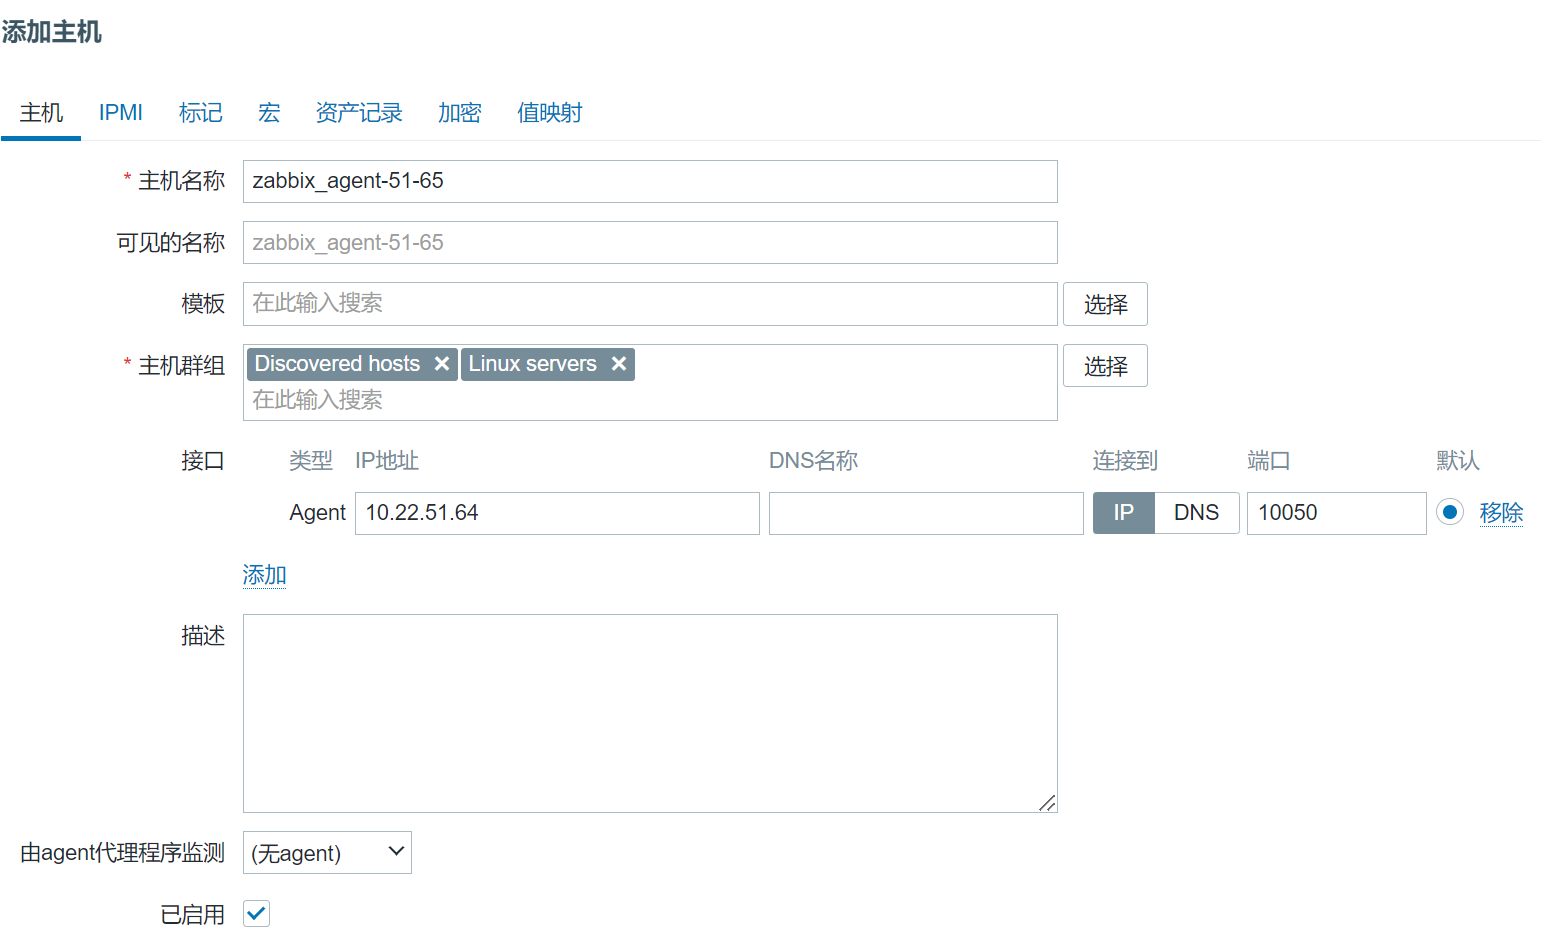 添加主机
主机 IPMI 标记 宏 资产记录 加密 值映射
* 主机名称 zabbix_agent-51-65
可见的名称 zabbix_agent-51-65
模板 在此输入搜索 选择
* 主机群组 Discovered hosts ✕ Linux servers ✕ 选择
在此输入搜索
接口 类型 IP地址 DNS名称 连接到 端口 默认
Agent 10.22.51.64 IP DNS 10050 移除
添加
描述
由agent代理程序监测 (无agent)
已启用